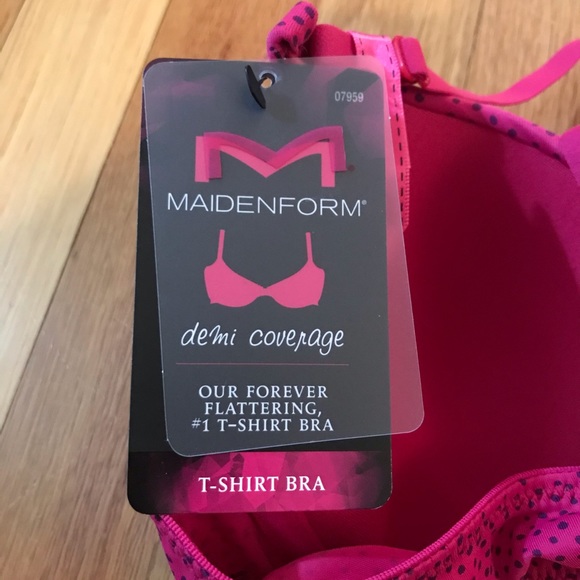 07959
M
MAIDENFORM®
demi coverage
OUR FOREVER
FLATTERING,
#1 T-SHIRT BRA
T-SHIRT BRA